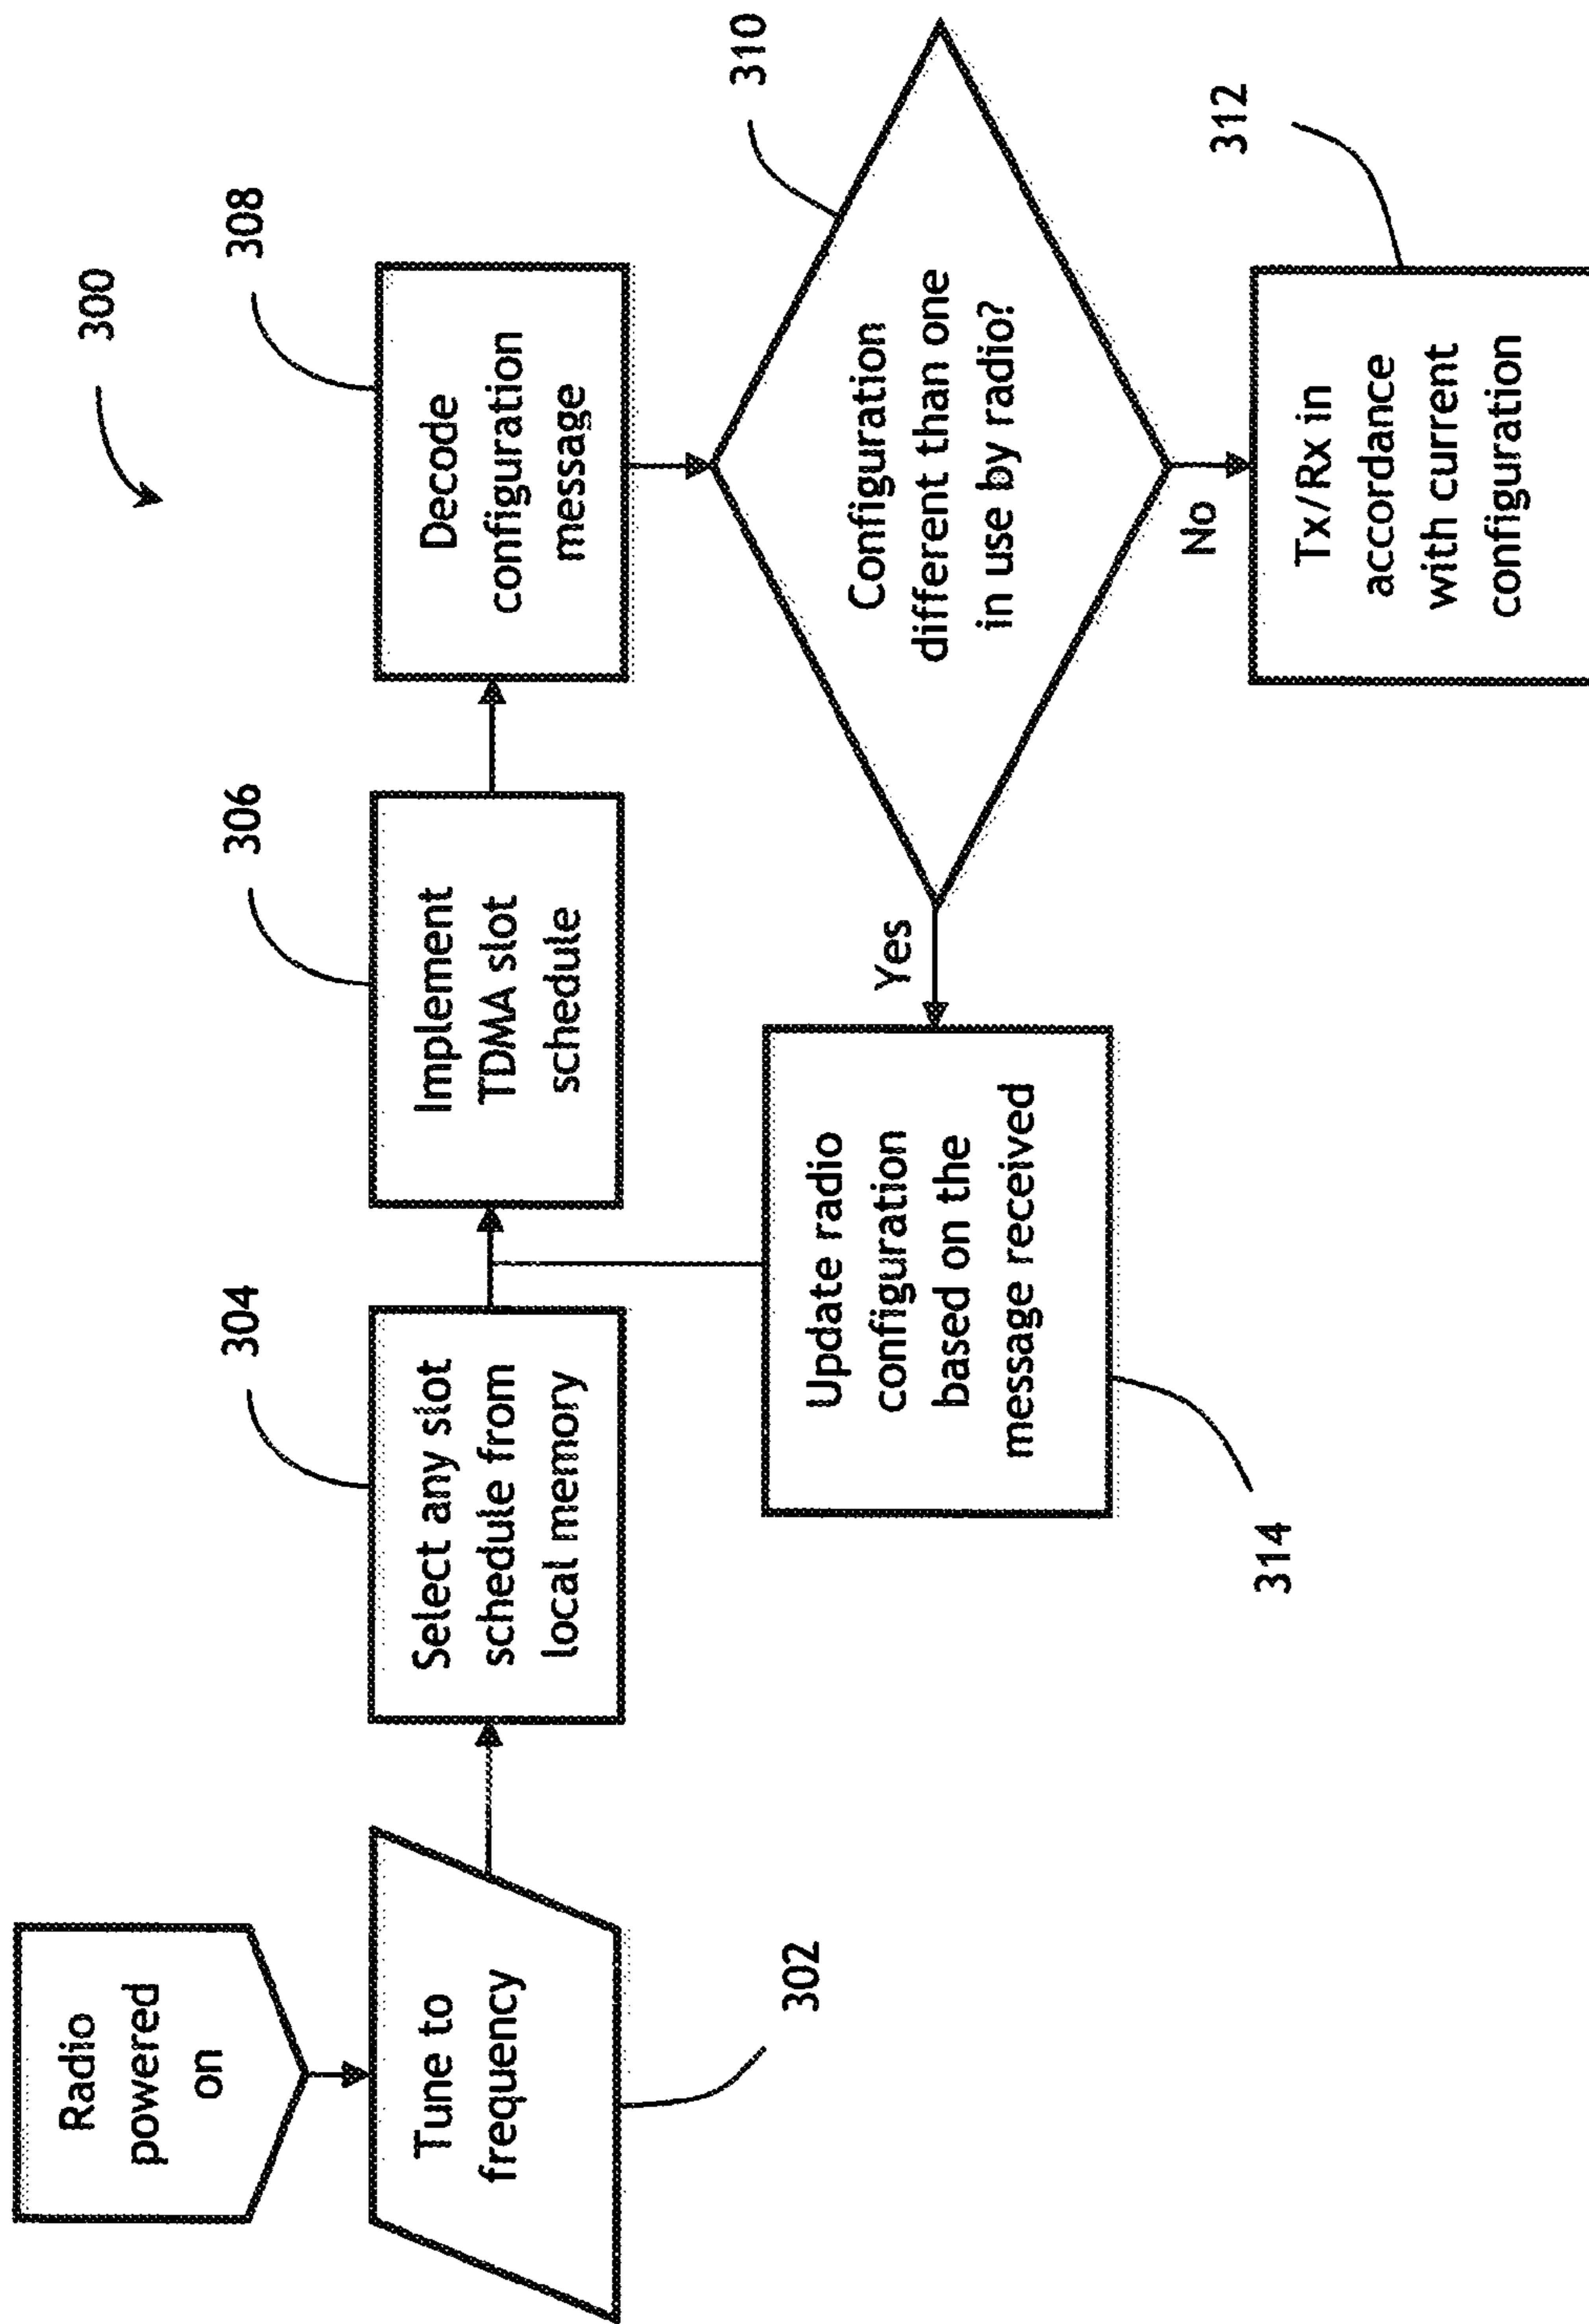 300
Radio
powered
on
Tune to
frequency
302
Select any slot
schedule from
local memory
304
Implement
TDMA slot
schedule
306
Decode
configuration
message
308
Configuration
different than one
in use by radio?
310
Yes
No
Update radio
configuration
based on the
message received
314
Tx/Rx in
accordance
with current
configuration
312